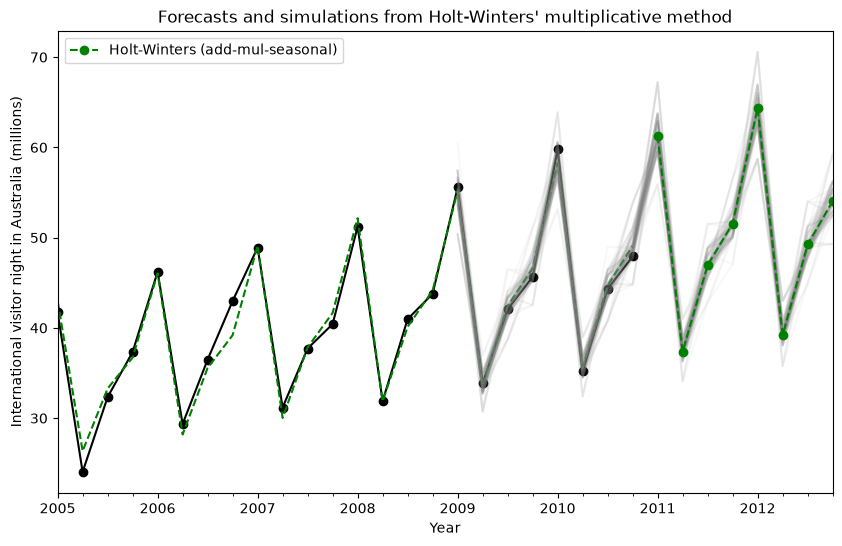 Forecasts and simulations from Holt-Winters' multiplicative method
Holt-Winters (add-mul-seasonal)
International visitor night in Australia (millions)
70
60
50
40
30
2005 2006 2007 2008 2009 2010 2011 2012
Year